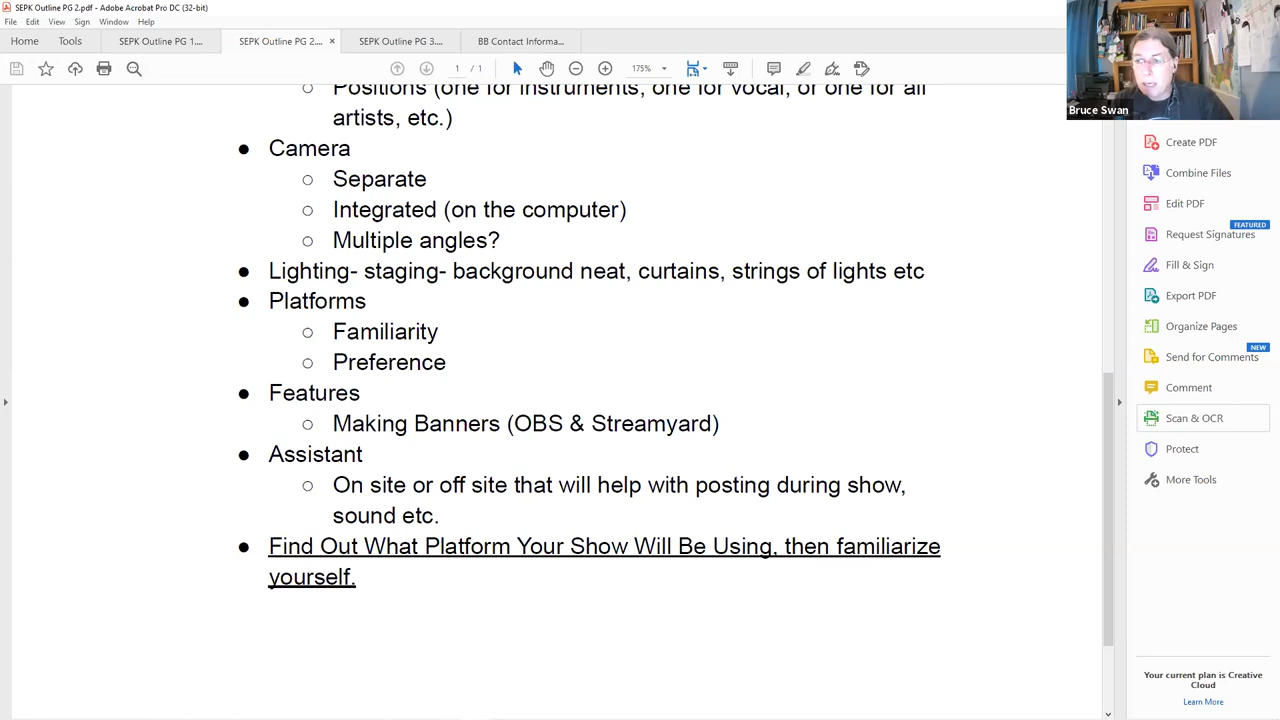 SEPK Outline PG 2.pdf - Adobe Acrobat Pro DC (32-bit)
File Edit View Sign Window Help
Home Tools SEPK Outline PG 1.... SEPK Outline PG 2.... × SEPK Outline PG 3.... BB Contact Informa...
1 / 1 175%
Bruce Swan
○ Positions (one for instruments, one for vocal, or one for all
artists, etc.)
● Camera
○ Separate
○ Integrated (on the computer)
○ Multiple angles?
● Lighting- staging- background neat, curtains, strings of lights etc
● Platforms
○ Familiarity
○ Preference
● Features
○ Making Banners (OBS & Streamyard)
● Assistant
○ On site or off site that will help with posting during show,
sound etc.
● Find Out What Platform Your Show Will Be Using, then familiarize
yourself.
Create PDF
Combine Files
Edit PDF
FEATURED
Request Signatures
Fill & Sign
Export PDF
Organize Pages
NEW
Send for Comments
Comment
Scan & OCR
Protect
More Tools
Your current plan is Creative
Cloud
Learn More